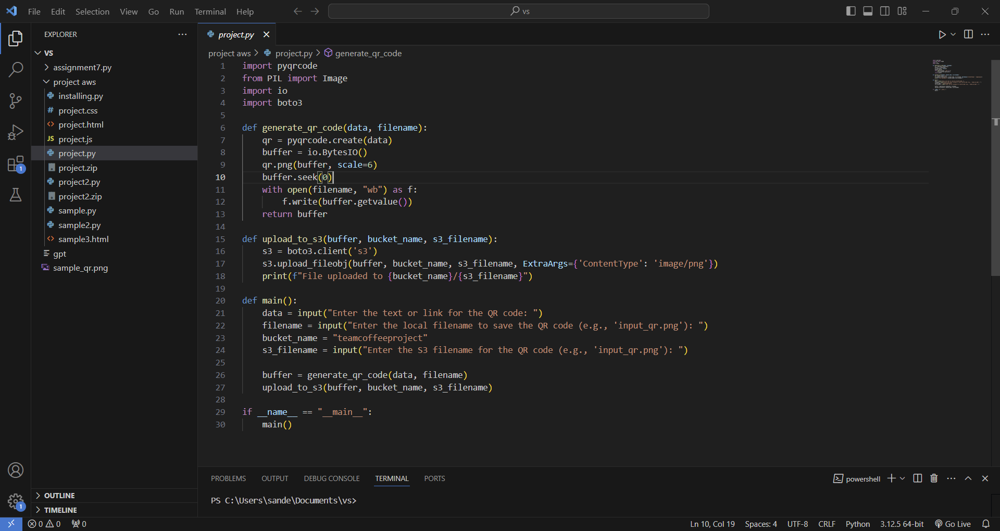 File Edit Selection View Go Run Terminal Help
vs
EXPLORER
VS
assignment7.py
project aws
installing.py
# project.css
<> project.html
JS project.js
project.py
project.zip
project2.py
project2.zip
sample.py
sample2.py
<> sample3.html
gpt
sample_qr.png
OUTLINE
TIMELINE
1
1
project.py
project aws > project.py > generate_qr_code
1 import pyqrcode
2 from PIL import Image
3 import io
4 import boto3
5
6 def generate_qr_code(data, filename):
7     qr = pyqrcode.create(data)
8     buffer = io.BytesIO()
9     qr.png(buffer, scale=6)
10     buffer.seek(0)
11     with open(filename, "wb") as f:
12         f.write(buffer.getvalue())
13     return buffer
14
15 def upload_to_s3(buffer, bucket_name, s3_filename):
16     s3 = boto3.client('s3')
17     s3.upload_fileobj(buffer, bucket_name, s3_filename, ExtraArgs={'ContentType': 'image/png'})
18     print(f"File uploaded to {bucket_name}/{s3_filename}")
19
20 def main():
21     data = input("Enter the text or link for the QR code: ")
22     filename = input("Enter the local filename to save the QR code (e.g., 'input_qr.png'): ")
23     bucket_name = "teamcoffeeproject"
24     s3_filename = input("Enter the S3 filename for the QR code (e.g., 'input_qr.png'): ")
25
26     buffer = generate_qr_code(data, filename)
27     upload_to_s3(buffer, bucket_name, s3_filename)
28
29 if __name__ == "__main__":
30     main()
PROBLEMS OUTPUT DEBUG CONSOLE TERMINAL PORTS
powershell
PS C:\Users\sande\Documents\vs>
0 0 0
Ln 10, Col 19 Spaces: 4 UTF-8 CRLF Python 3.12.5 64-bit Go Live